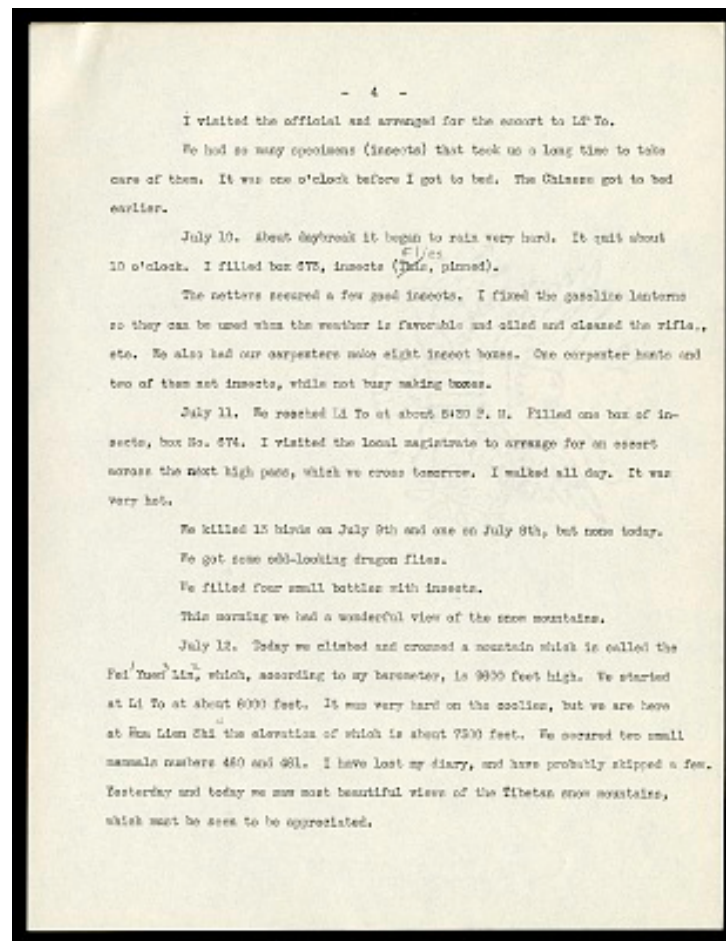 - 4 -
I visited the official and arranged for the escort to Li To.
We had so many specimens (insects) that took us a long time to take
care of them. It was one o'clock before I got to bed. The Chinese got to bed
earlier.
July 10. About daybreak it began to rain very hard. It quit about
Flies
10 o'clock. I filled box 673, insects (This, pinned).
The netters secured a few good insects. I fixed the gasoline lanterns
so they can be used when the weather is favorable and oiled and cleaned the rifle,,
etc. We also had our carpenters make eight insect boxes. One carpenter hunts and
two of them net insects, while not busy making boxes.
July 11. We reached Li To at about P. M. Filled one box of in-
sects, box No. 674. I visited the local magistrate to arrange for an escort
across the next high pass, which we cross tomorrow. I walked all day. It was
very hot.
We killed 13 birds on July 9th and one on July 8th, but none today.
We got some odd-looking dragon flies.
We filled four small bottles with insects.
This morning we had a wonderful view of the snow mountains.
July 12. Today we climbed and crossed a mountain which is called the
Fei Yueh Lin, which, according to my barometer, is 9800 feet high. We started
at Li To at about 6000 feet. It was very hard on the coolies, but we are here
at Hua Lien the elevation of which is about 7500 feet. We secured two small
mammals numbers 460 and 461. I have lost my diary, and have probably skipped a few.
Yesterday and today we saw most beautiful views of the Tibetan snow mountains,
which must be seen to be appreciated.